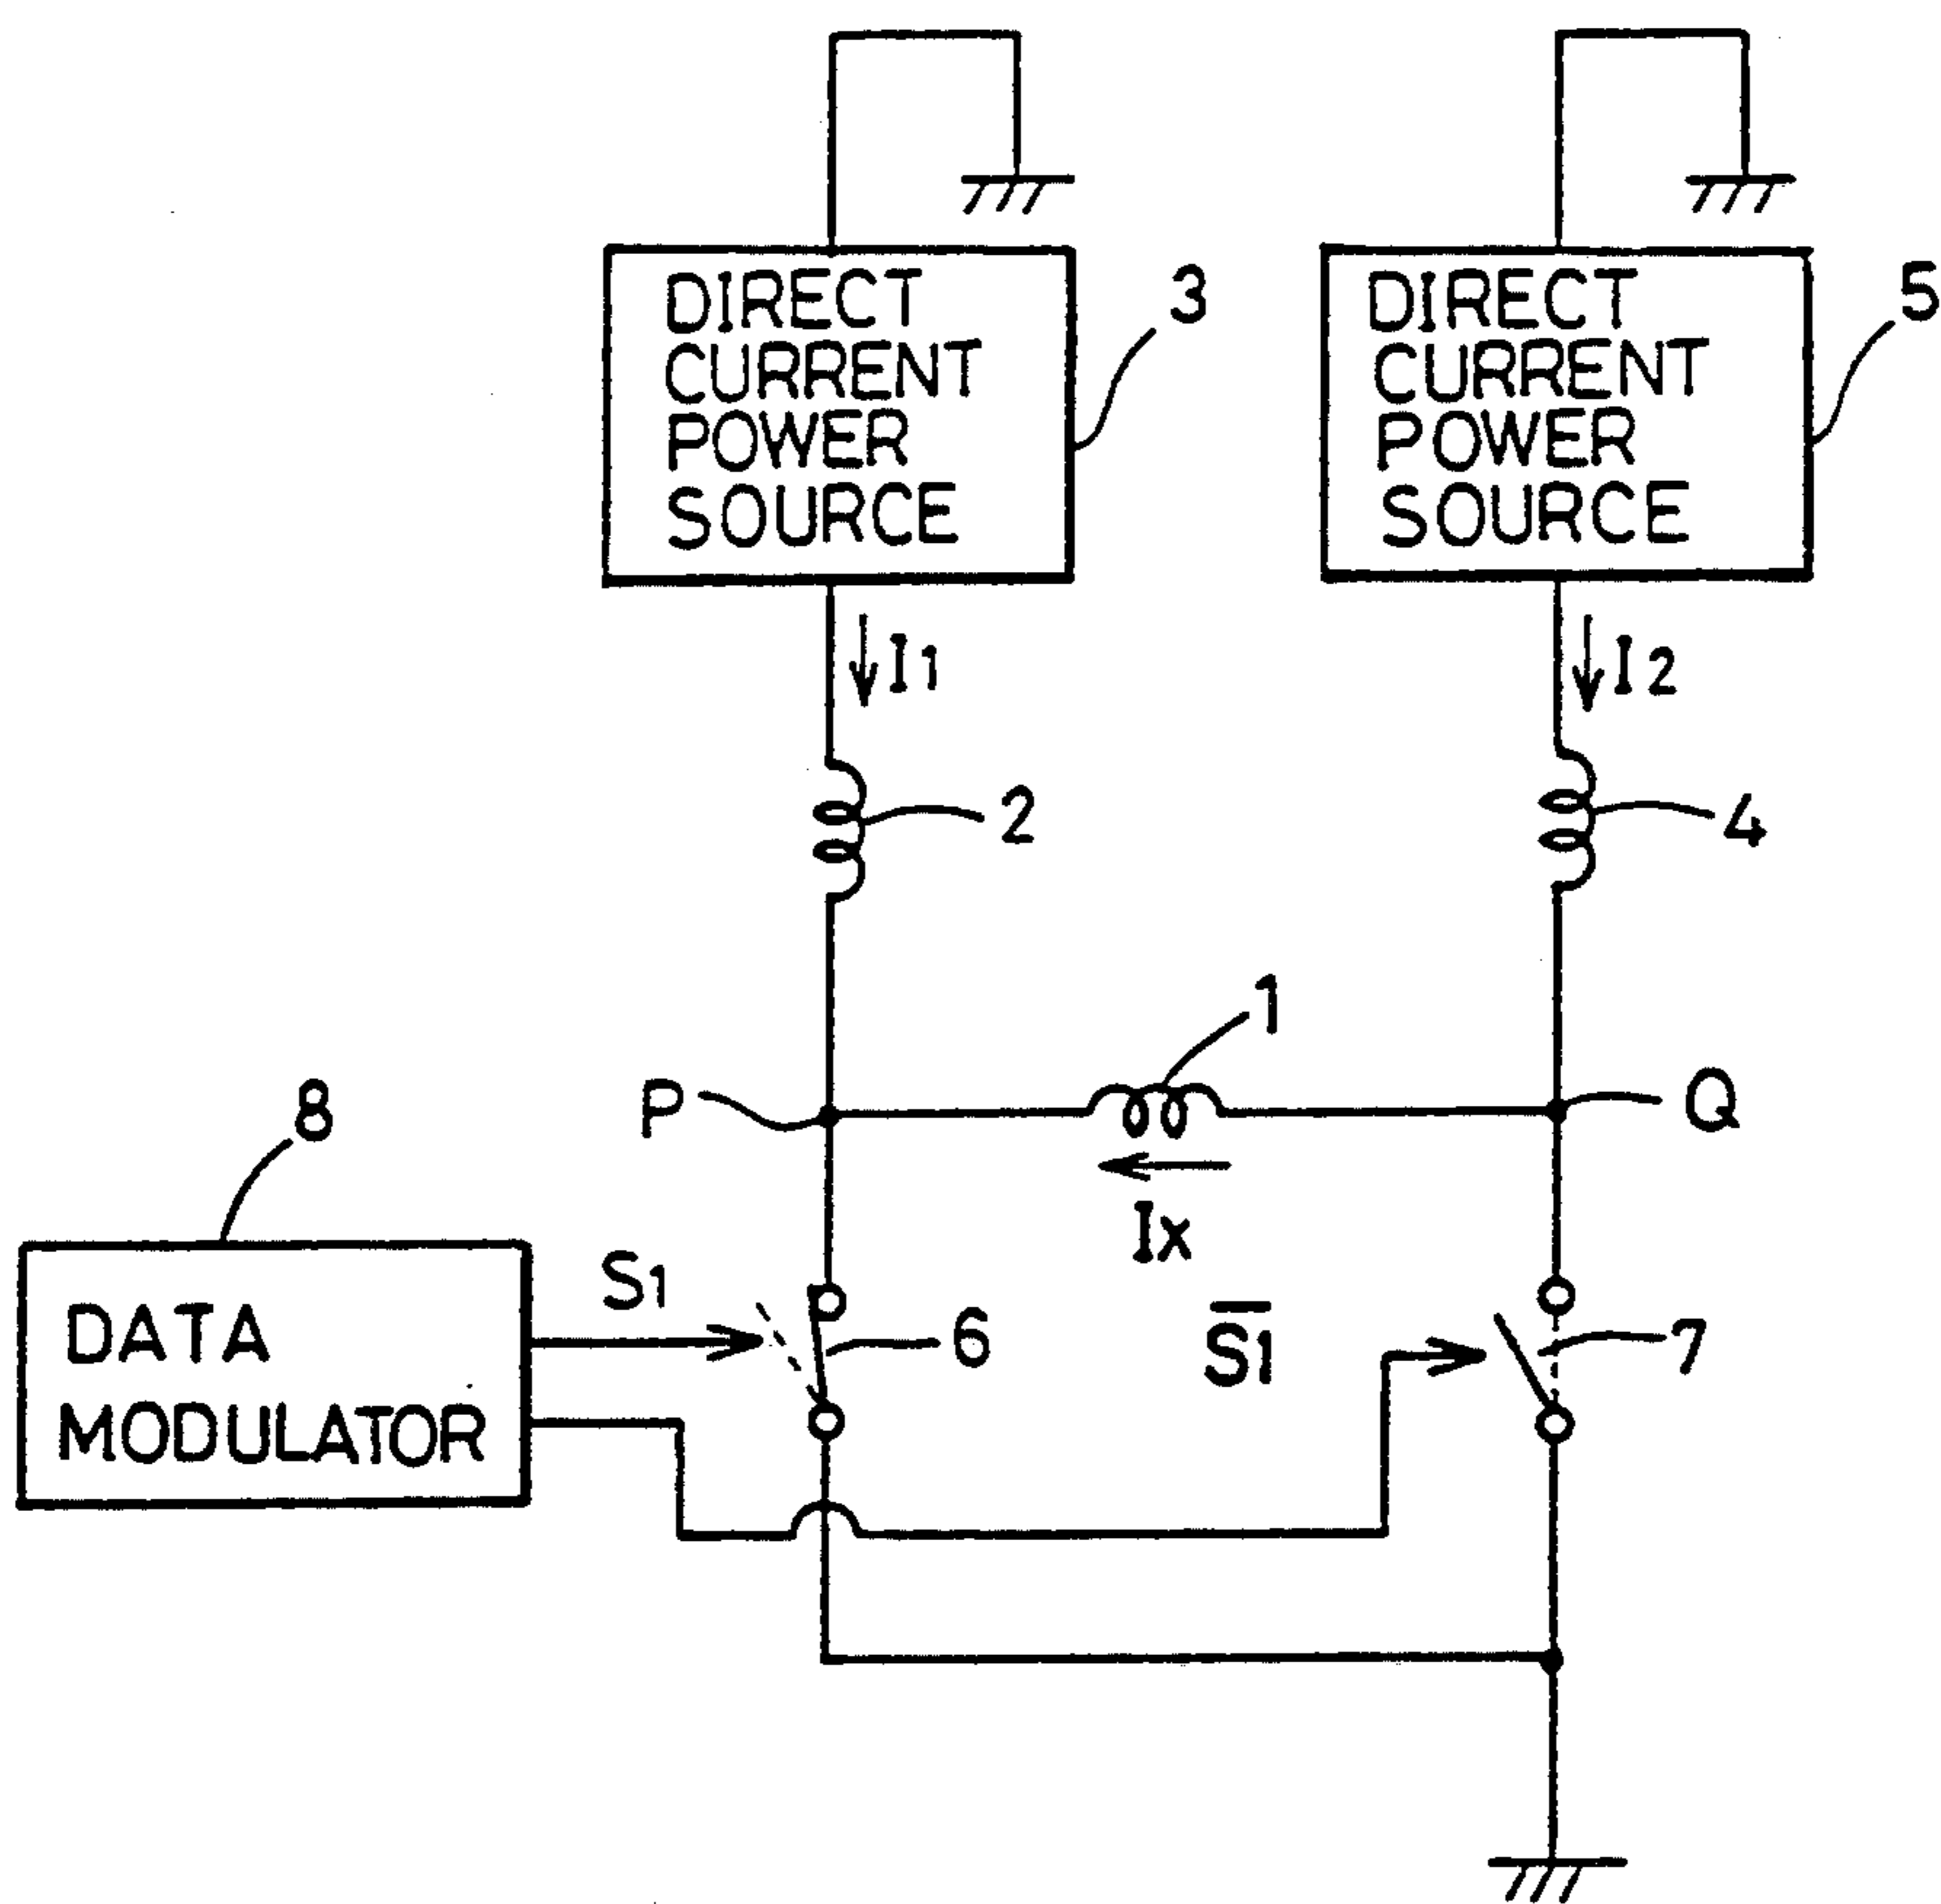 DIRECT
CURRENT
POWER
SOURCE
3
DIRECT
CURRENT
POWER
SOURCE
5
I1
I2
2
4
1
P
Q
8
Ix
S1
6
S̅1̅
7
DATA
MODULATOR